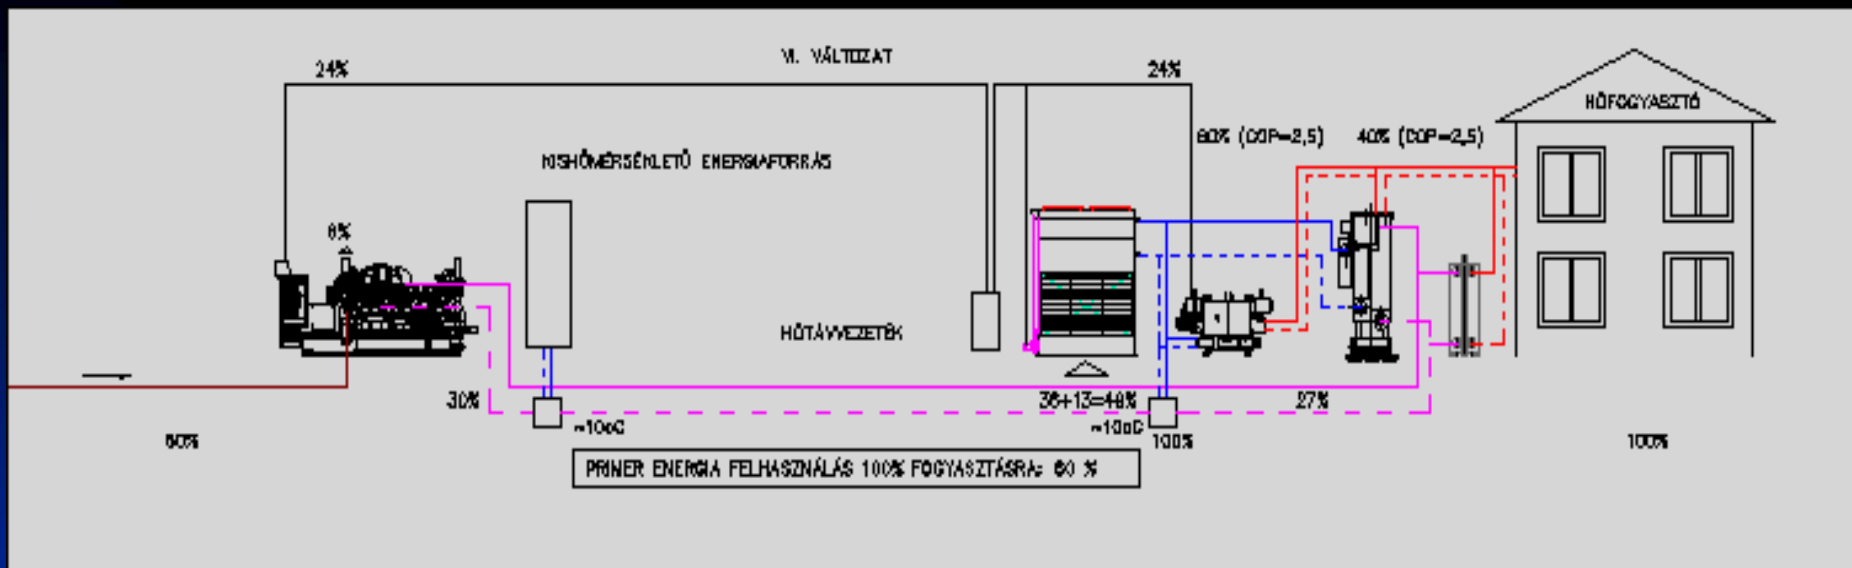 VI. VÁLTOZAT
24%
24%
HŐFOGYASZTÓ
60% (COP=2,5)
40% (COP=2,5)
KISHŐMÉRSÉKLETŰ ENERGIAFORRÁS
6%
HŐTÁVVEZETÉK
30%
36+13=49%
27%
~10oC
~10oC
100%
60%
100%
PRIMER ENERGIA FELHASZNÁLÁS 100% FOGYASZTÁSRA: 60 %